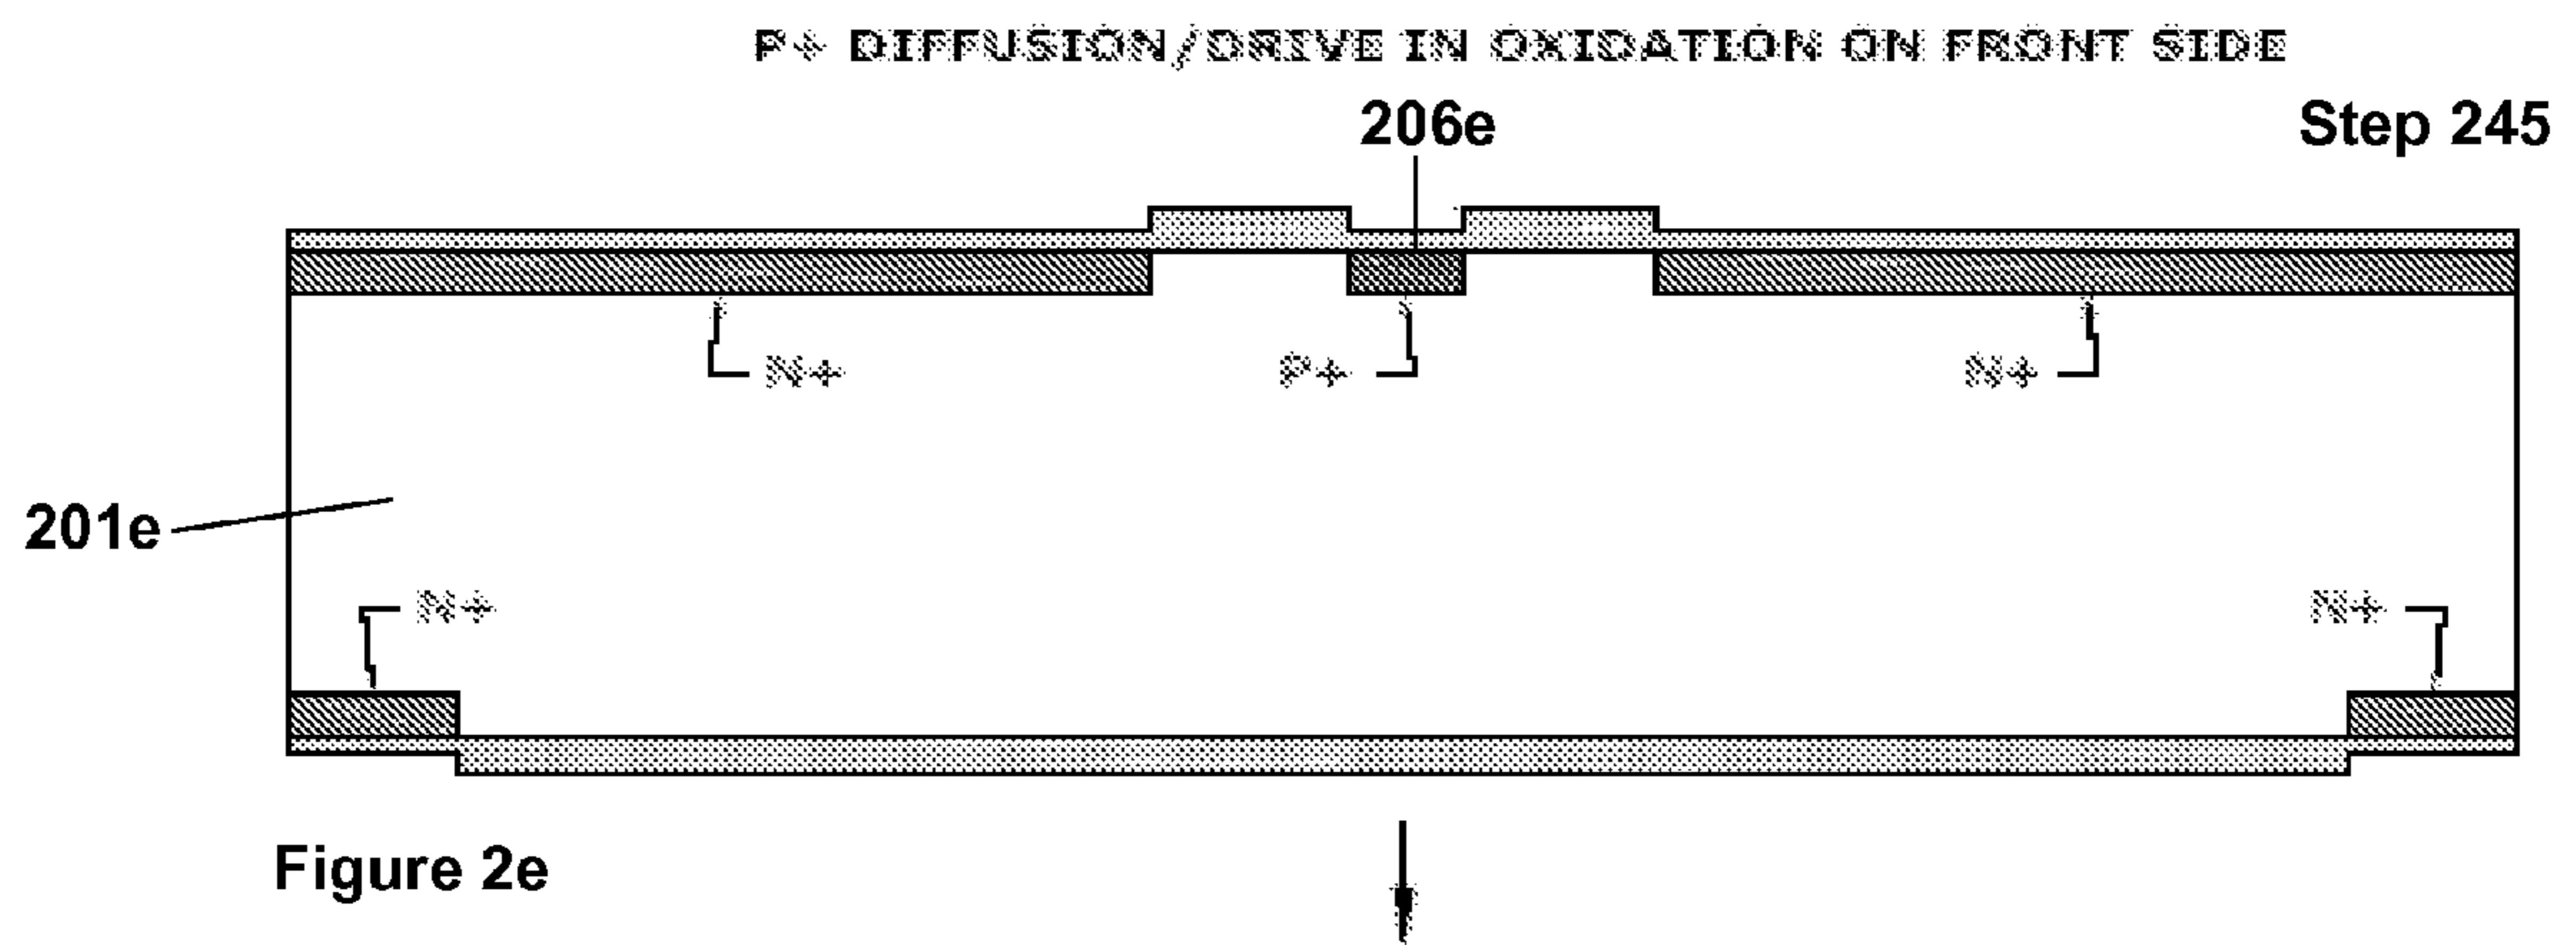 P+ DIFFUSION/DRIVE IN OXIDATION ON FRONT SIDE
206e
Step 245
N+
P+
N+
201e
N+
N+
Figure 2e